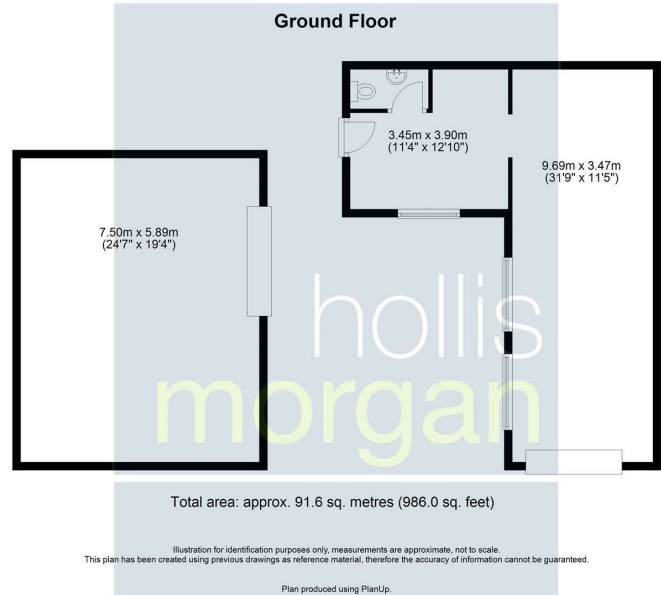 Ground Floor
3.45m x 3.90m
(11'4" x 12'10")
9.69m x 3.47m
(31'9" x 11'5")
7.50m x 5.89m
(24'7" x 19'4")
hollis
morgan
Total area: approx. 91.6 sq. metres (986.0 sq. feet)
Illustration for identification purposes only, measurements are approximate, not to scale.
This plan has been created using previous drawings as reference material, therefore the accuracy of information cannot be guaranteed.
Plan produced using PlanUp.